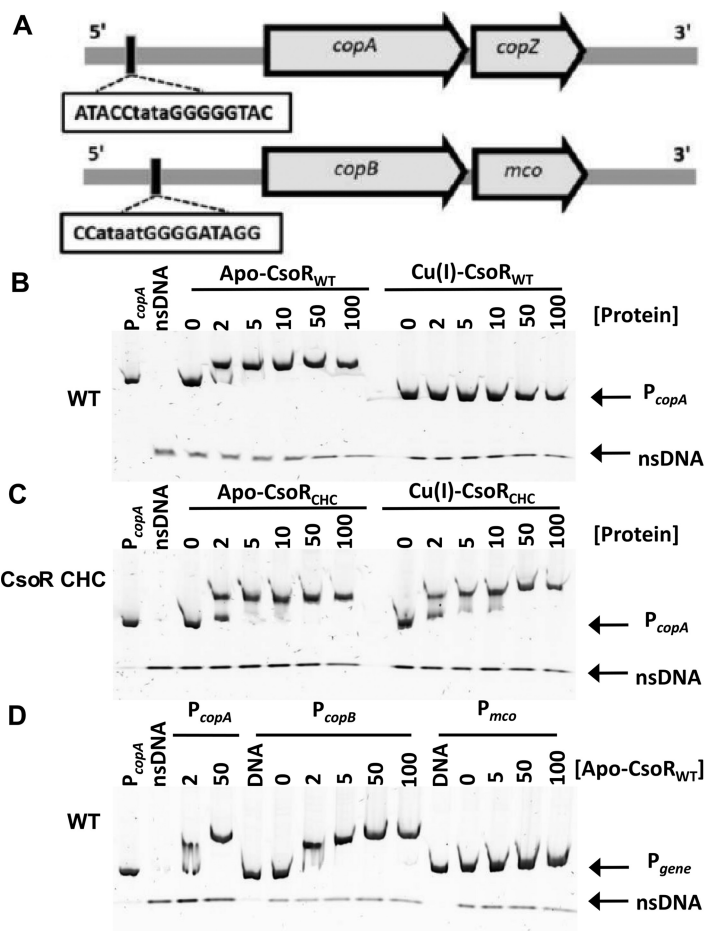 A
5' 3'
copA copZ
ATACCtataGGGGGTAC
5' 3'
copB mco
CCataatGGGGATAGG
B
Apo-CsoRWT Cu(I)-CsoRWT
PcopA nsDNA 0 2 5 10 50 100 0 2 5 10 50 100 [Protein]
WT
PcopA
nsDNA
C
Apo-CsoRCHC Cu(I)-CsoRCHC
PcopA nsDNA 0 2 5 10 50 100 0 2 5 10 50 100 [Protein]
CsoR CHC
PcopA
nsDNA
D
PcopA PcopB Pmco
PcopA nsDNA 2 50 DNA 0 2 5 50 100 DNA 0 5 50 100 [Apo-CsoRWT]
WT
Pgene
nsDNA